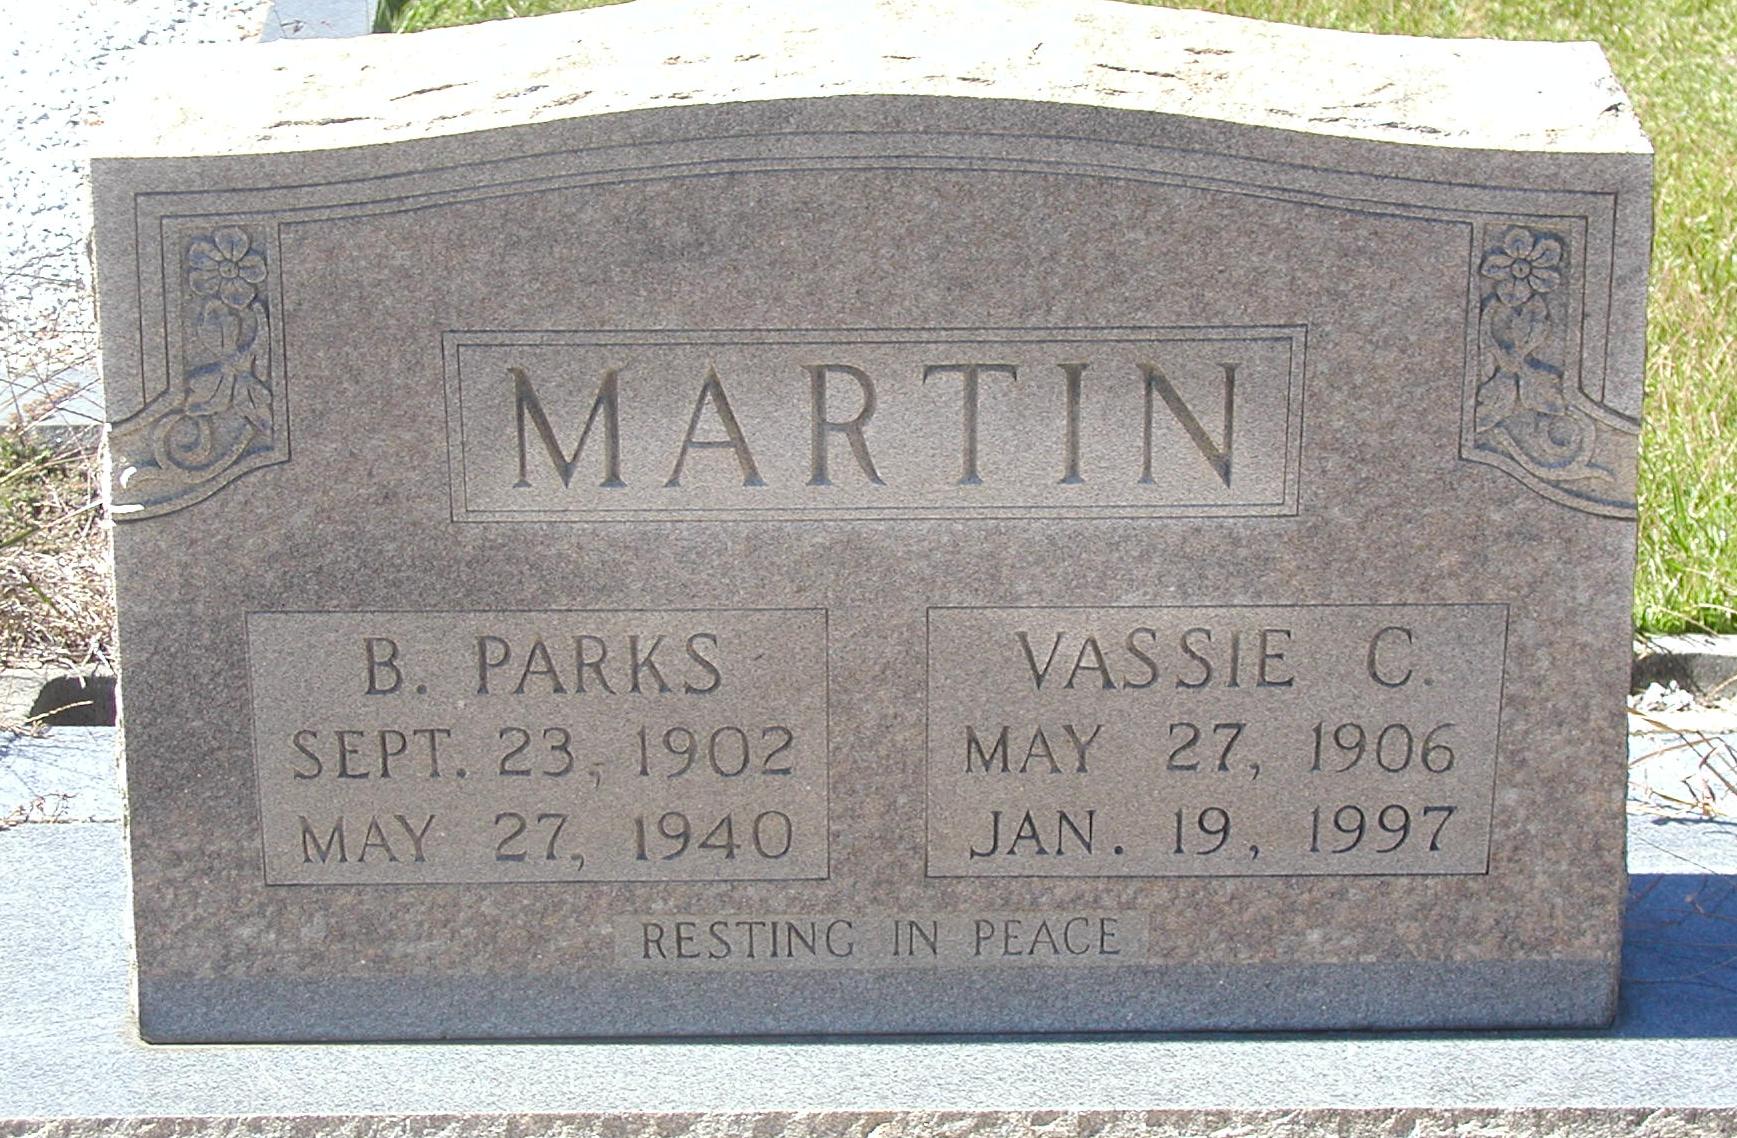 MARTIN
B. PARKS
SEPT. 23, 1902
MAY 27, 1940
VASSIE C.
MAY 27, 1906
JAN. 19, 1997
RESTING IN PEACE